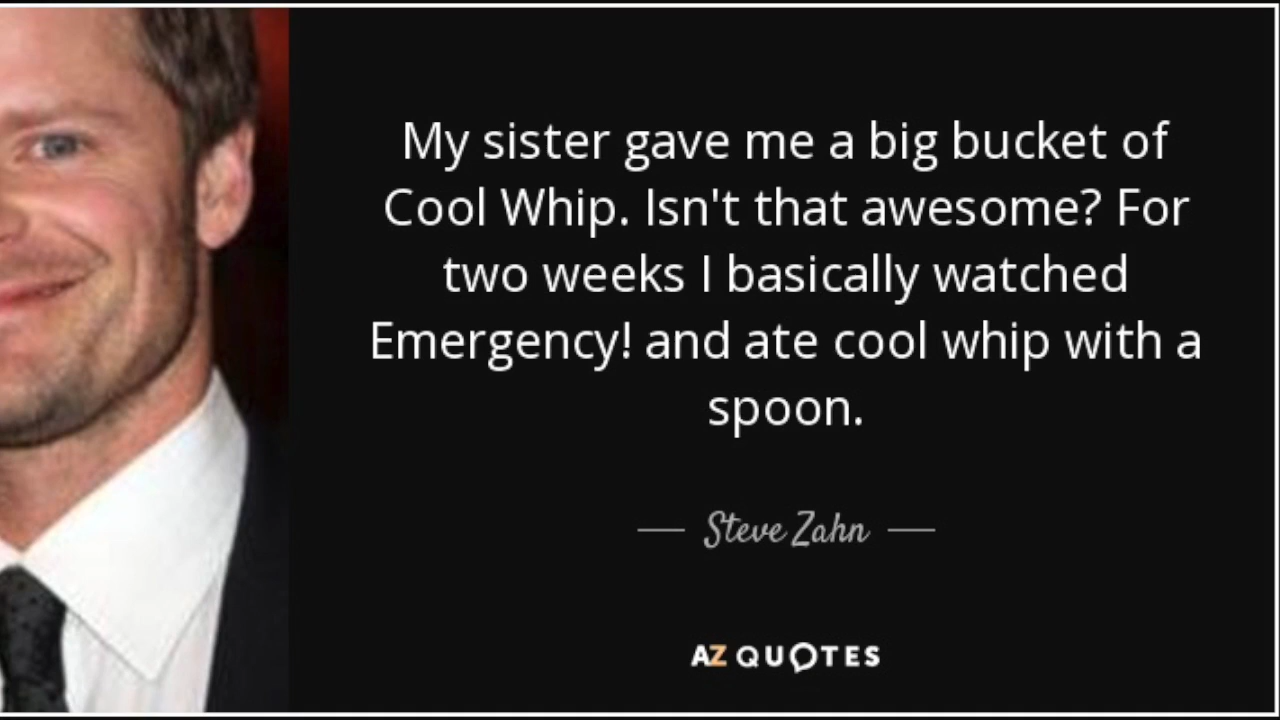 My sister gave me a big bucket of
Cool Whip. Isn't that awesome? For
two weeks I basically watched
Emergency! and ate cool whip with a
spoon.
Steve Zahn
AZ QUOTES